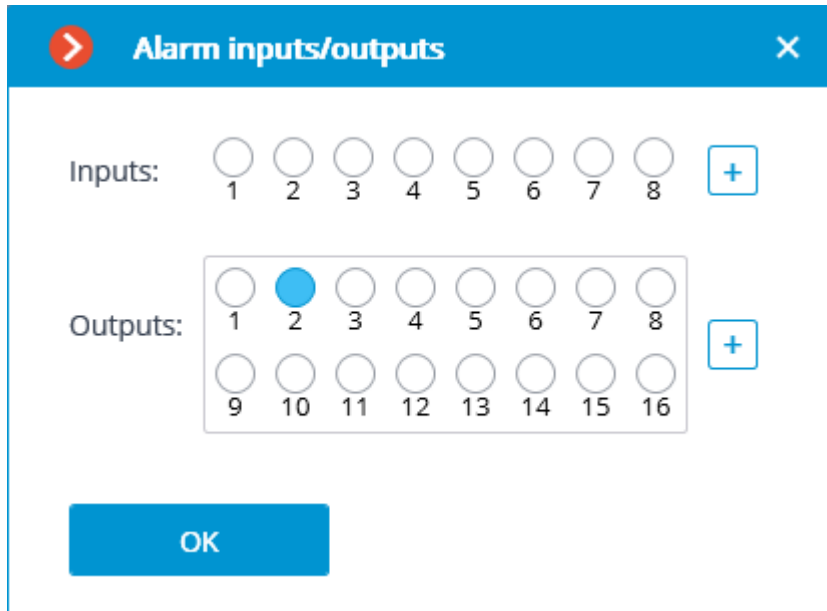 Alarm inputs/outputs
Inputs:
1 2 3 4 5 6 7 8
+
Outputs:
1 2 3 4 5 6 7 8
9 10 11 12 13 14 15 16
+
OK